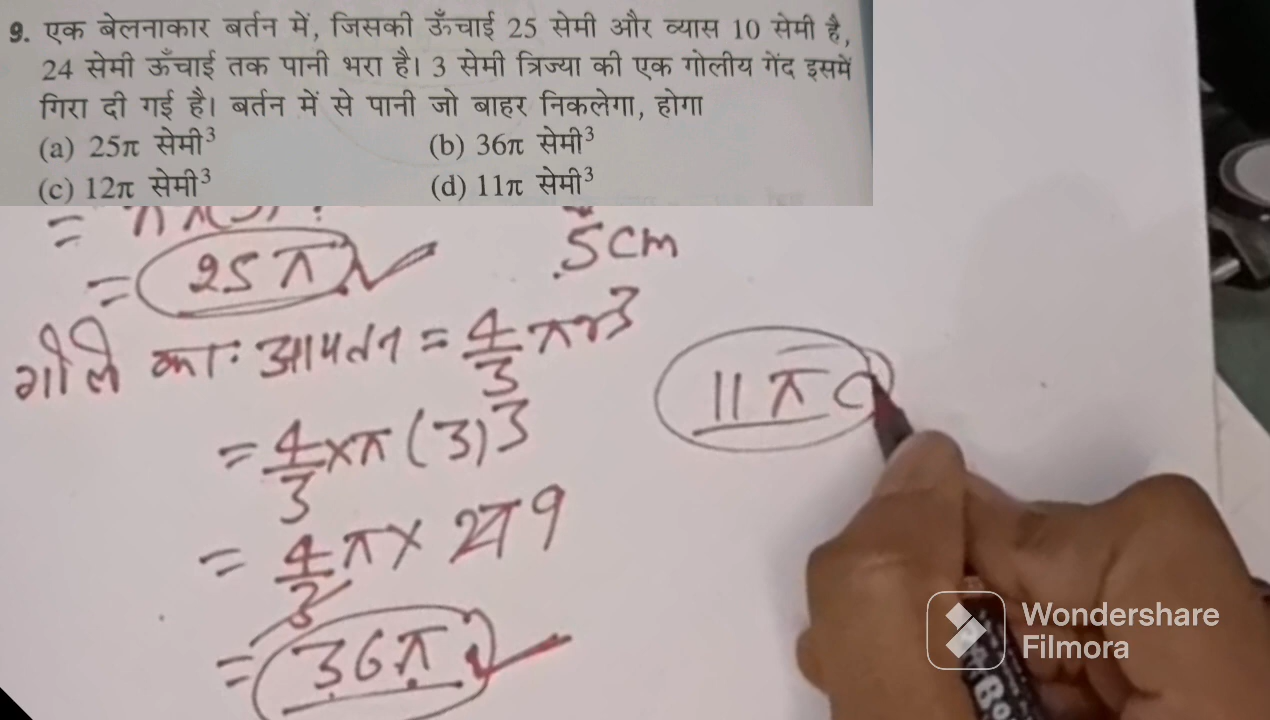 9. एक बेलनाकार बर्तन में, जिसकी ऊँचाई 25 सेमी और व्यास 10 सेमी है,
24 सेमी ऊँचाई तक पानी भरा है। 3 सेमी त्रिज्या की एक गोलीय गेंद इसमें
गिरा दी गई है। बर्तन में से पानी जो बाहर निकलेगा, होगा
(a) 25π सेमी³ (b) 36π सेमी³
(c) 12π सेमी³ (d) 11π सेमी³
5cm
= 25π
गोले का आयतन = 4/3 πr³
11π
= 4/3 × π (3)³
= 4/3 π × 27 9
= 36π
Wondershare
Filmora